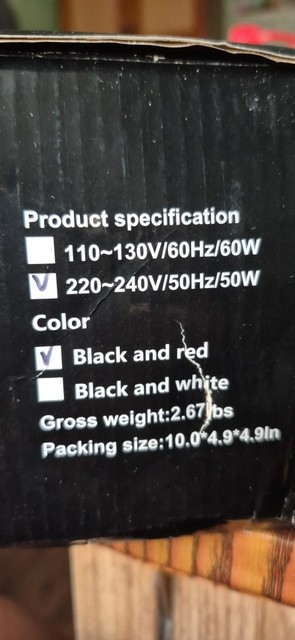 Product specification
110~130V/60Hz/60W
220~240V/50Hz/50W
Color
Black and red
Black and white
Gross weight:2.67lbs
Packing size:10.0*4.9*4.9In